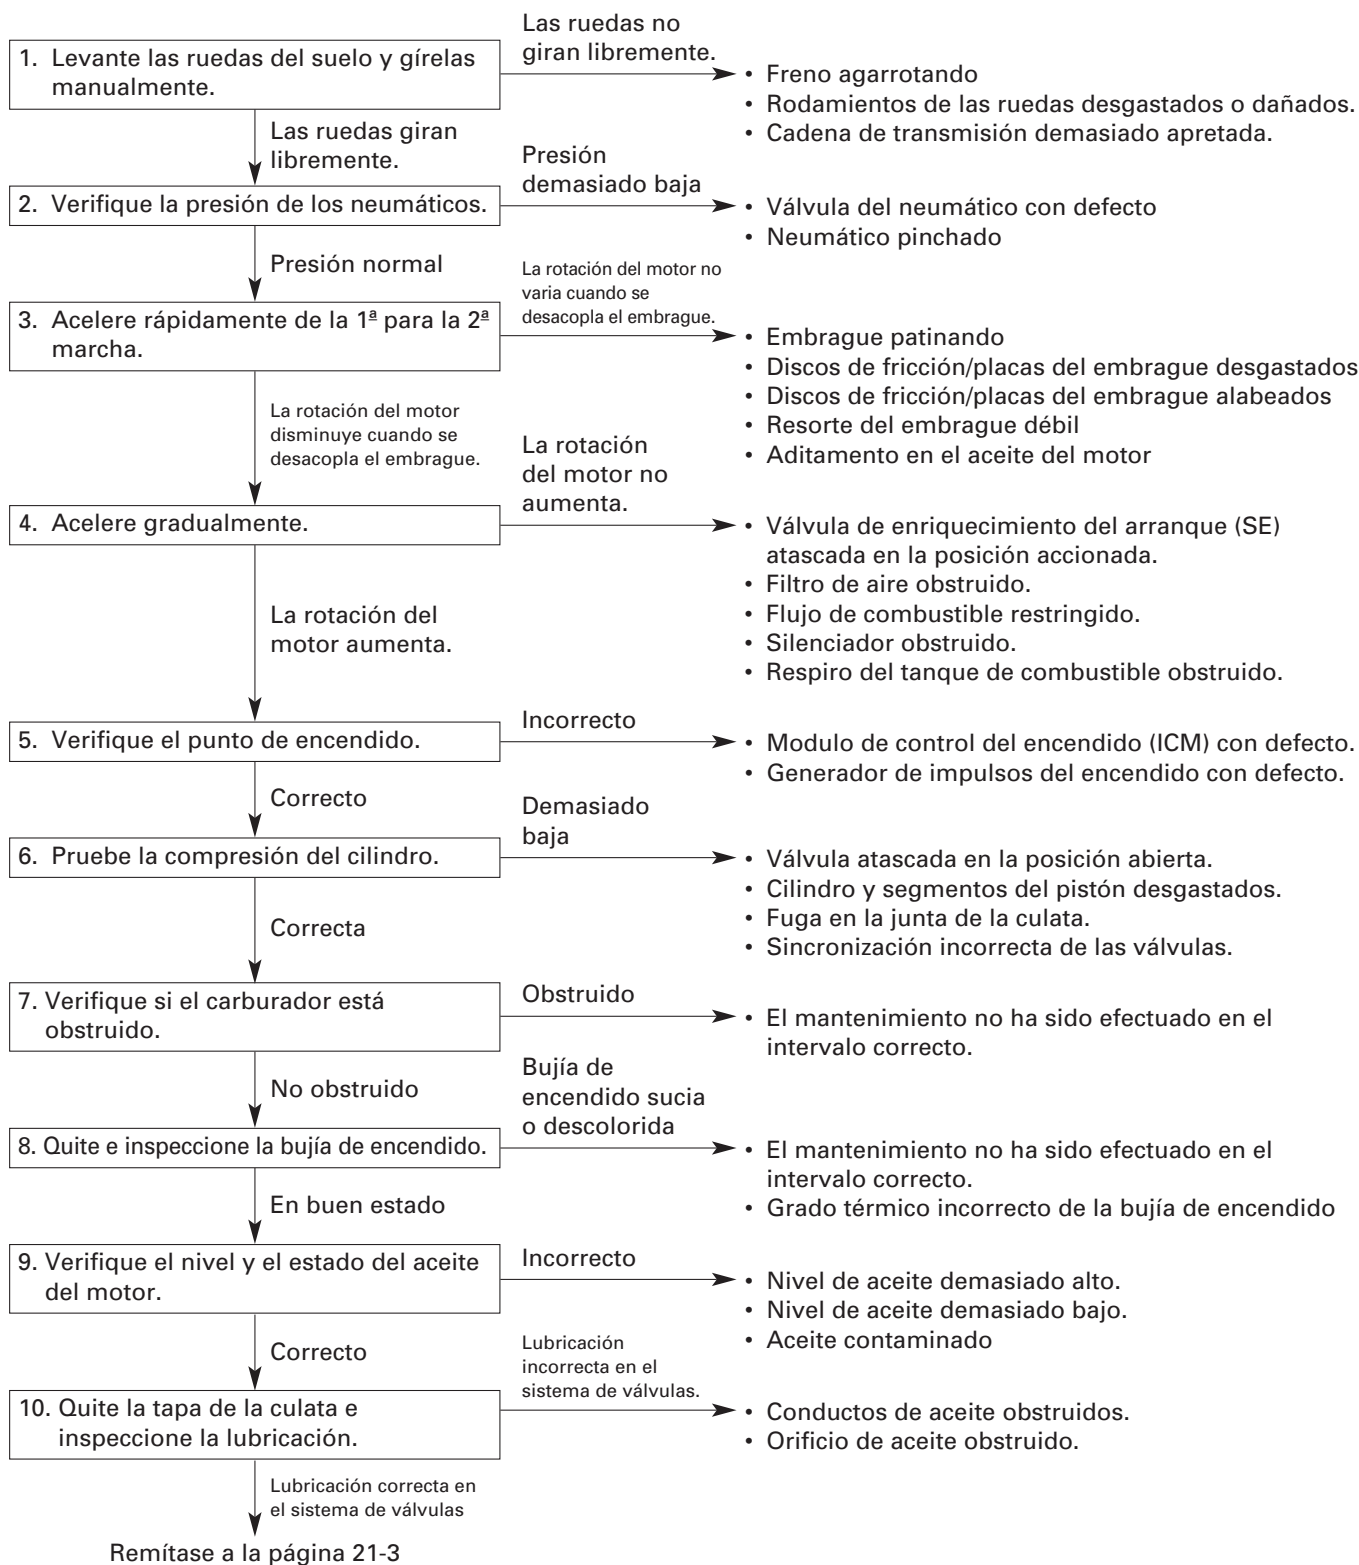 Las ruedas no
giran libremente.
1. Levante las ruedas del suelo y gírelas
manualmente.
• Freno agarrotando
• Rodamientos de las ruedas desgastados o dañados.
• Cadena de transmisión demasiado apretada.
Las ruedas giran
libremente.
Presión
demasiado baja
2. Verifique la presión de los neumáticos.
• Válvula del neumático con defecto
• Neumático pinchado
Presión normal
La rotación del motor no
varia cuando se
desacopla el embrague.
3. Acelere rápidamente de la 1ª para la 2ª
marcha.
• Embrague patinando
• Discos de fricción/placas del embrague desgastados
• Discos de fricción/placas del embrague alabeados
• Resorte del embrague débil
• Aditamento en el aceite del motor
La rotación del motor
disminuye cuando se
desacopla el embrague.
La rotación
del motor no
aumenta.
4. Acelere gradualmente.
• Válvula de enriquecimiento del arranque (SE)
atascada en la posición accionada.
• Filtro de aire obstruido.
• Flujo de combustible restringido.
• Silenciador obstruido.
• Respiro del tanque de combustible obstruido.
La rotación del
motor aumenta.
Incorrecto
5. Verifique el punto de encendido.
• Modulo de control del encendido (ICM) con defecto.
• Generador de impulsos del encendido con defecto.
Correcto
Demasiado
baja
6. Pruebe la compresión del cilindro.
• Válvula atascada en la posición abierta.
• Cilindro y segmentos del pistón desgastados.
• Fuga en la junta de la culata.
• Sincronización incorrecta de las válvulas.
Correcta
Obstruido
7. Verifique si el carburador está
obstruido.
• El mantenimiento no ha sido efectuado en el
intervalo correcto.
No obstruido
Bujía de
encendido sucia
o descolorida
8. Quite e inspeccione la bujía de encendido.
• El mantenimiento no ha sido efectuado en el
intervalo correcto.
• Grado térmico incorrecto de la bujía de encendido
En buen estado
Incorrecto
9. Verifique el nivel y el estado del aceite
del motor.
• Nivel de aceite demasiado alto.
• Nivel de aceite demasiado bajo.
• Aceite contaminado
Correcto
Lubricación
incorrecta en el
sistema de válvulas.
10. Quite la tapa de la culata e
inspeccione la lubricación.
• Conductos de aceite obstruidos.
• Orificio de aceite obstruido.
Lubricación correcta en
el sistema de válvulas
Remítase a la página 21-3